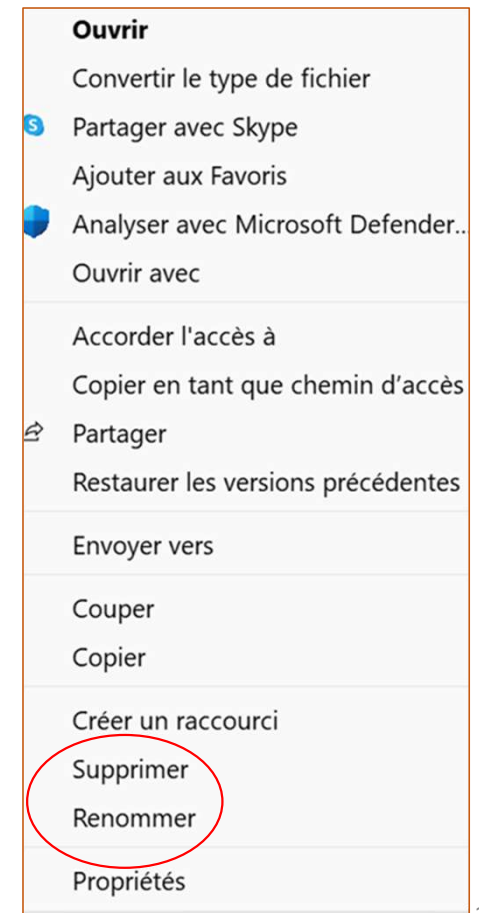 Ouvrir
Convertir le type de fichier
Partager avec Skype
Ajouter aux Favoris
Analyser avec Microsoft Defender...
Ouvrir avec
Accorder l'accès à
Copier en tant que chemin d’accès
Partager
Restaurer les versions précédentes
Envoyer vers
Couper
Copier
Créer un raccourci
Supprimer
Renommer
Propriétés